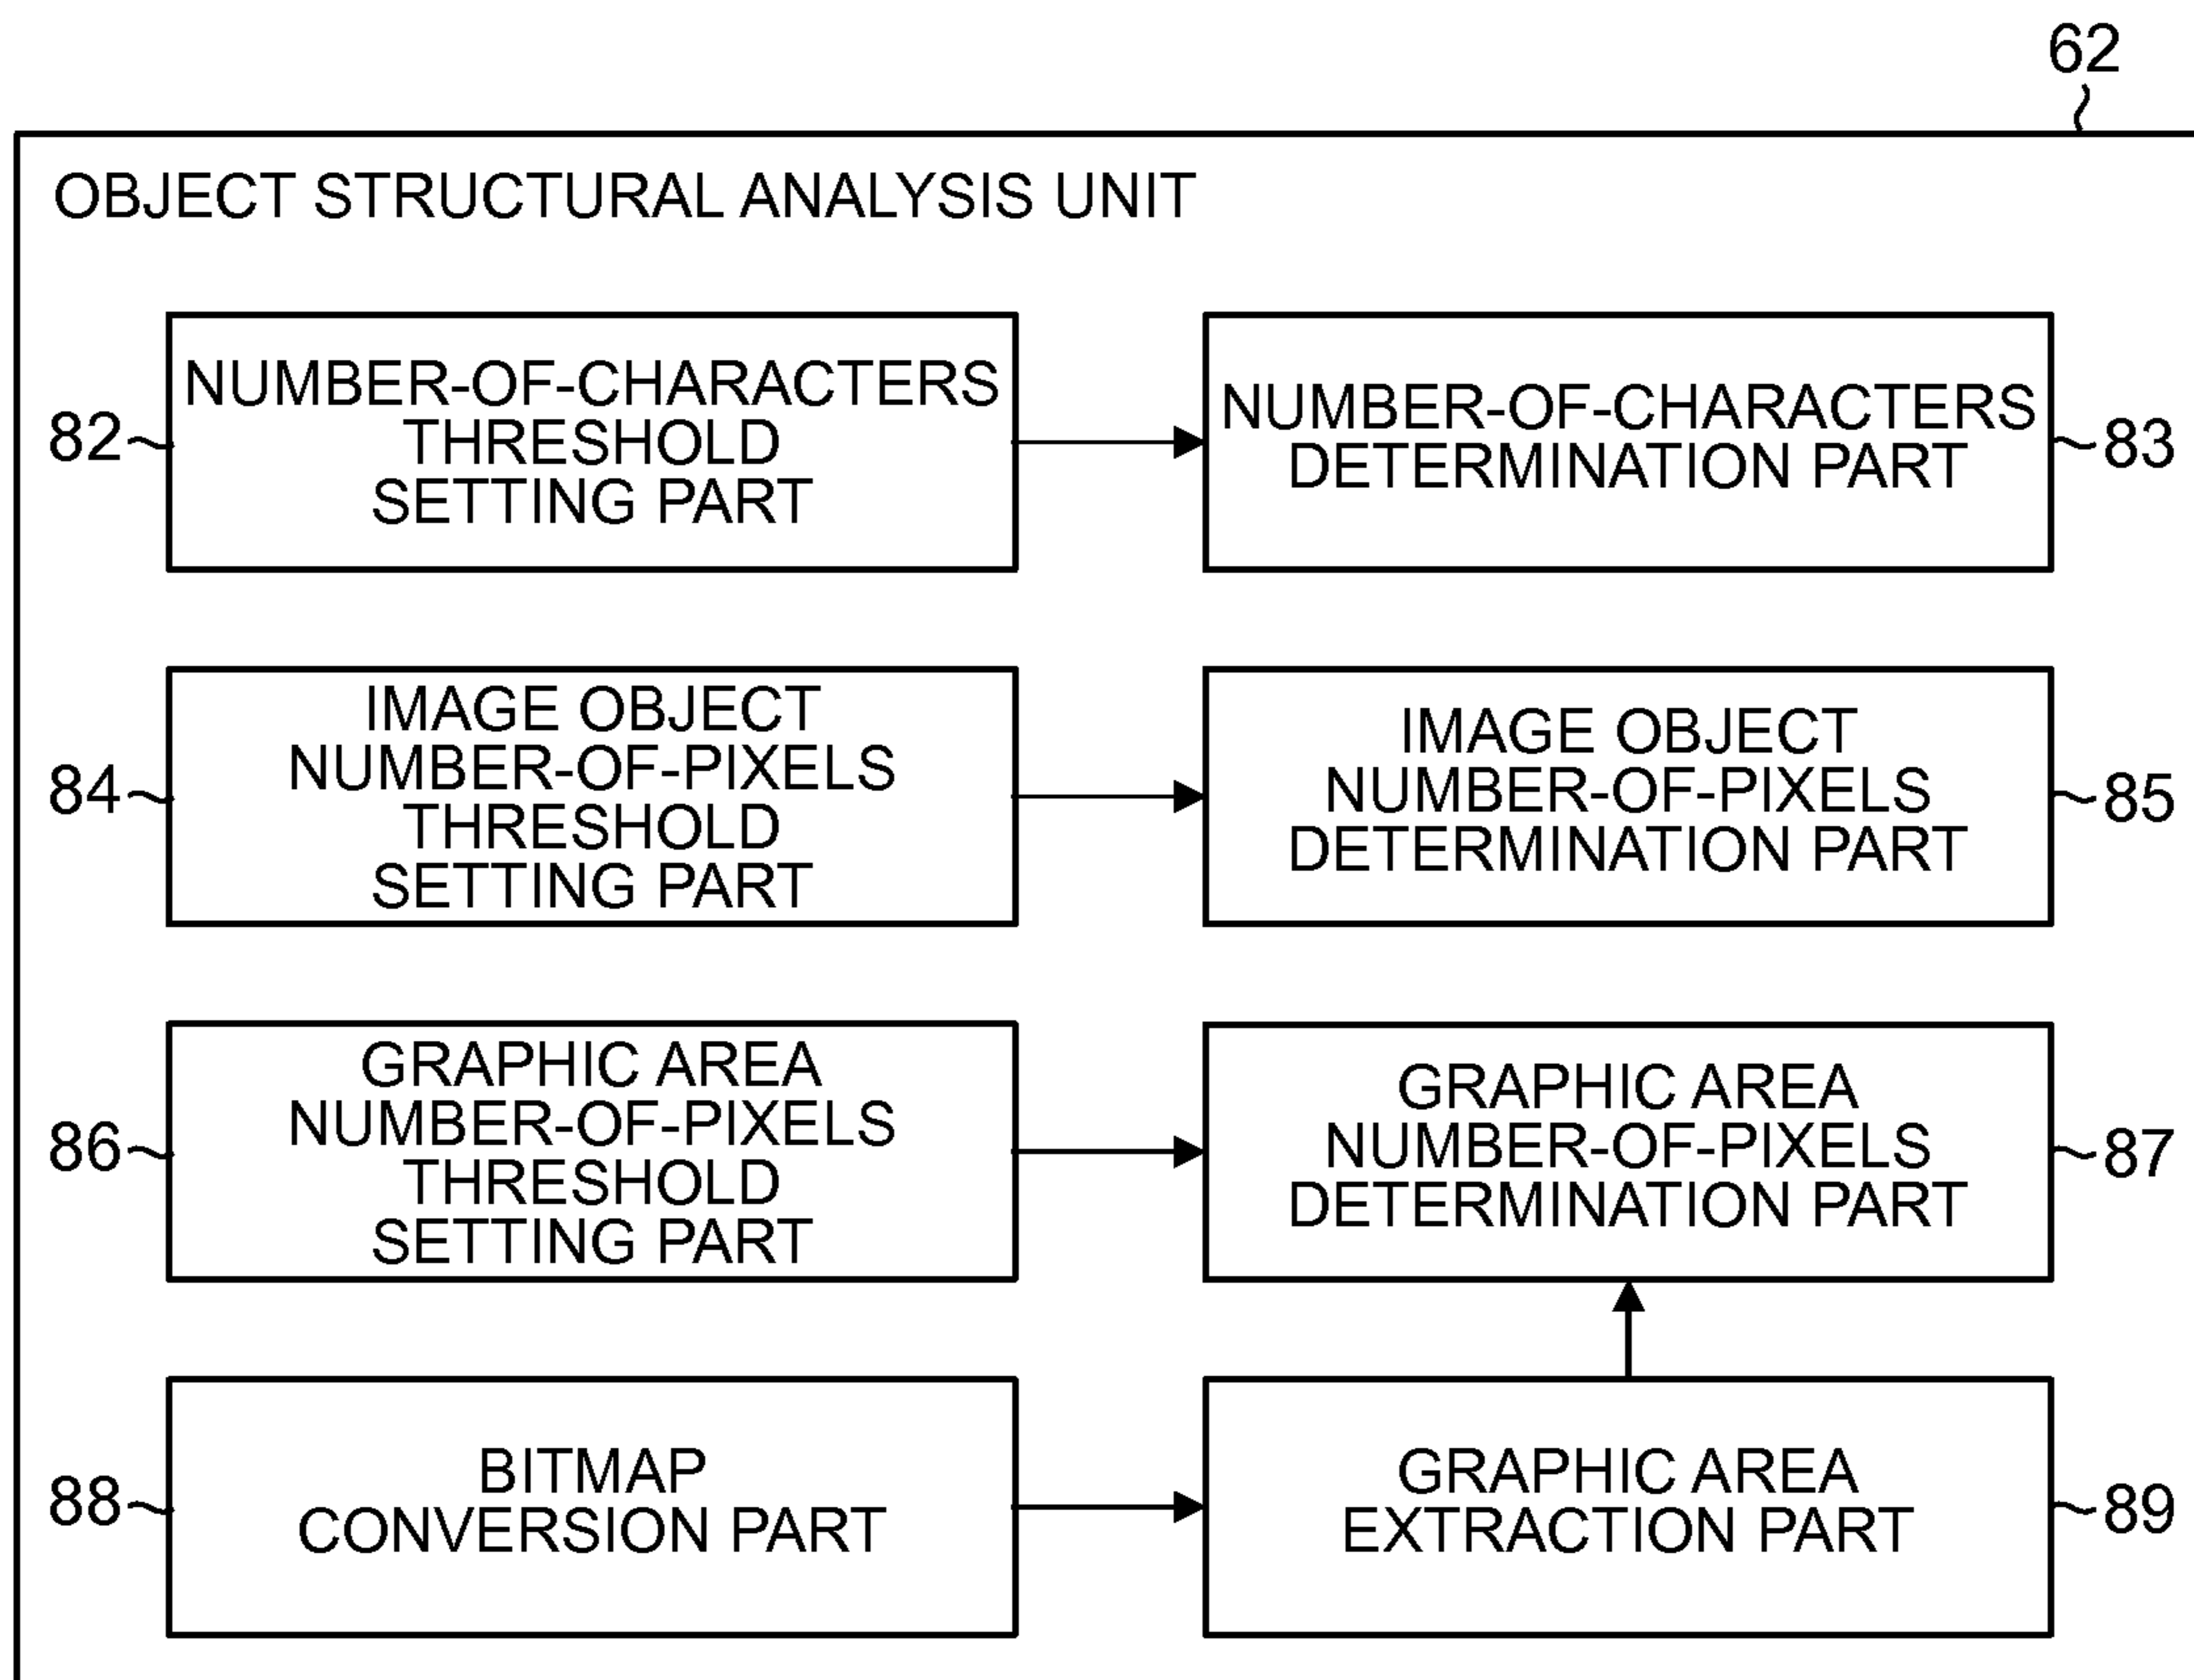 62
OBJECT STRUCTURAL ANALYSIS UNIT
82
NUMBER-OF-CHARACTERS
THRESHOLD
SETTING PART
NUMBER-OF-CHARACTERS
DETERMINATION PART
83
84
IMAGE OBJECT
NUMBER-OF-PIXELS
THRESHOLD
SETTING PART
IMAGE OBJECT
NUMBER-OF-PIXELS
DETERMINATION PART
85
86
GRAPHIC AREA
NUMBER-OF-PIXELS
THRESHOLD
SETTING PART
GRAPHIC AREA
NUMBER-OF-PIXELS
DETERMINATION PART
87
88
BITMAP
CONVERSION PART
GRAPHIC AREA
EXTRACTION PART
89